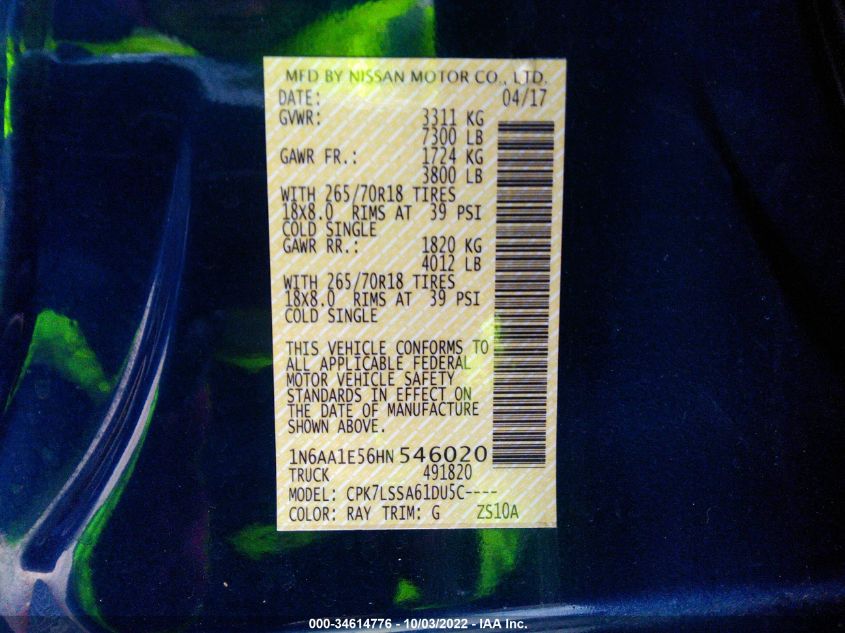 MFD BY NISSAN MOTOR CO., LTD.
DATE: 04/17
GVWR: 3311 KG
7300 LB
GAWR FR.: 1724 KG
3800 LB
WITH 265/70R18 TIRES
18X8.0 RIMS AT 39 PSI
COLD SINGLE
GAWR RR.: 1820 KG
4012 LB
WITH 265/70R18 TIRES
18X8.0 RIMS AT 39 PSI
COLD SINGLE
THIS VEHICLE CONFORMS TO
ALL APPLICABLE FEDERAL
MOTOR VEHICLE SAFETY
STANDARDS IN EFFECT ON
THE DATE OF MANUFACTURE
SHOWN ABOVE.
1N6AA1E56HN546020
TRUCK 491820
MODEL: CPK7LSSA61DU5C----
COLOR: RAY TRIM: G ZS10A
000-34614776 - 10/03/2022 - IAA Inc.